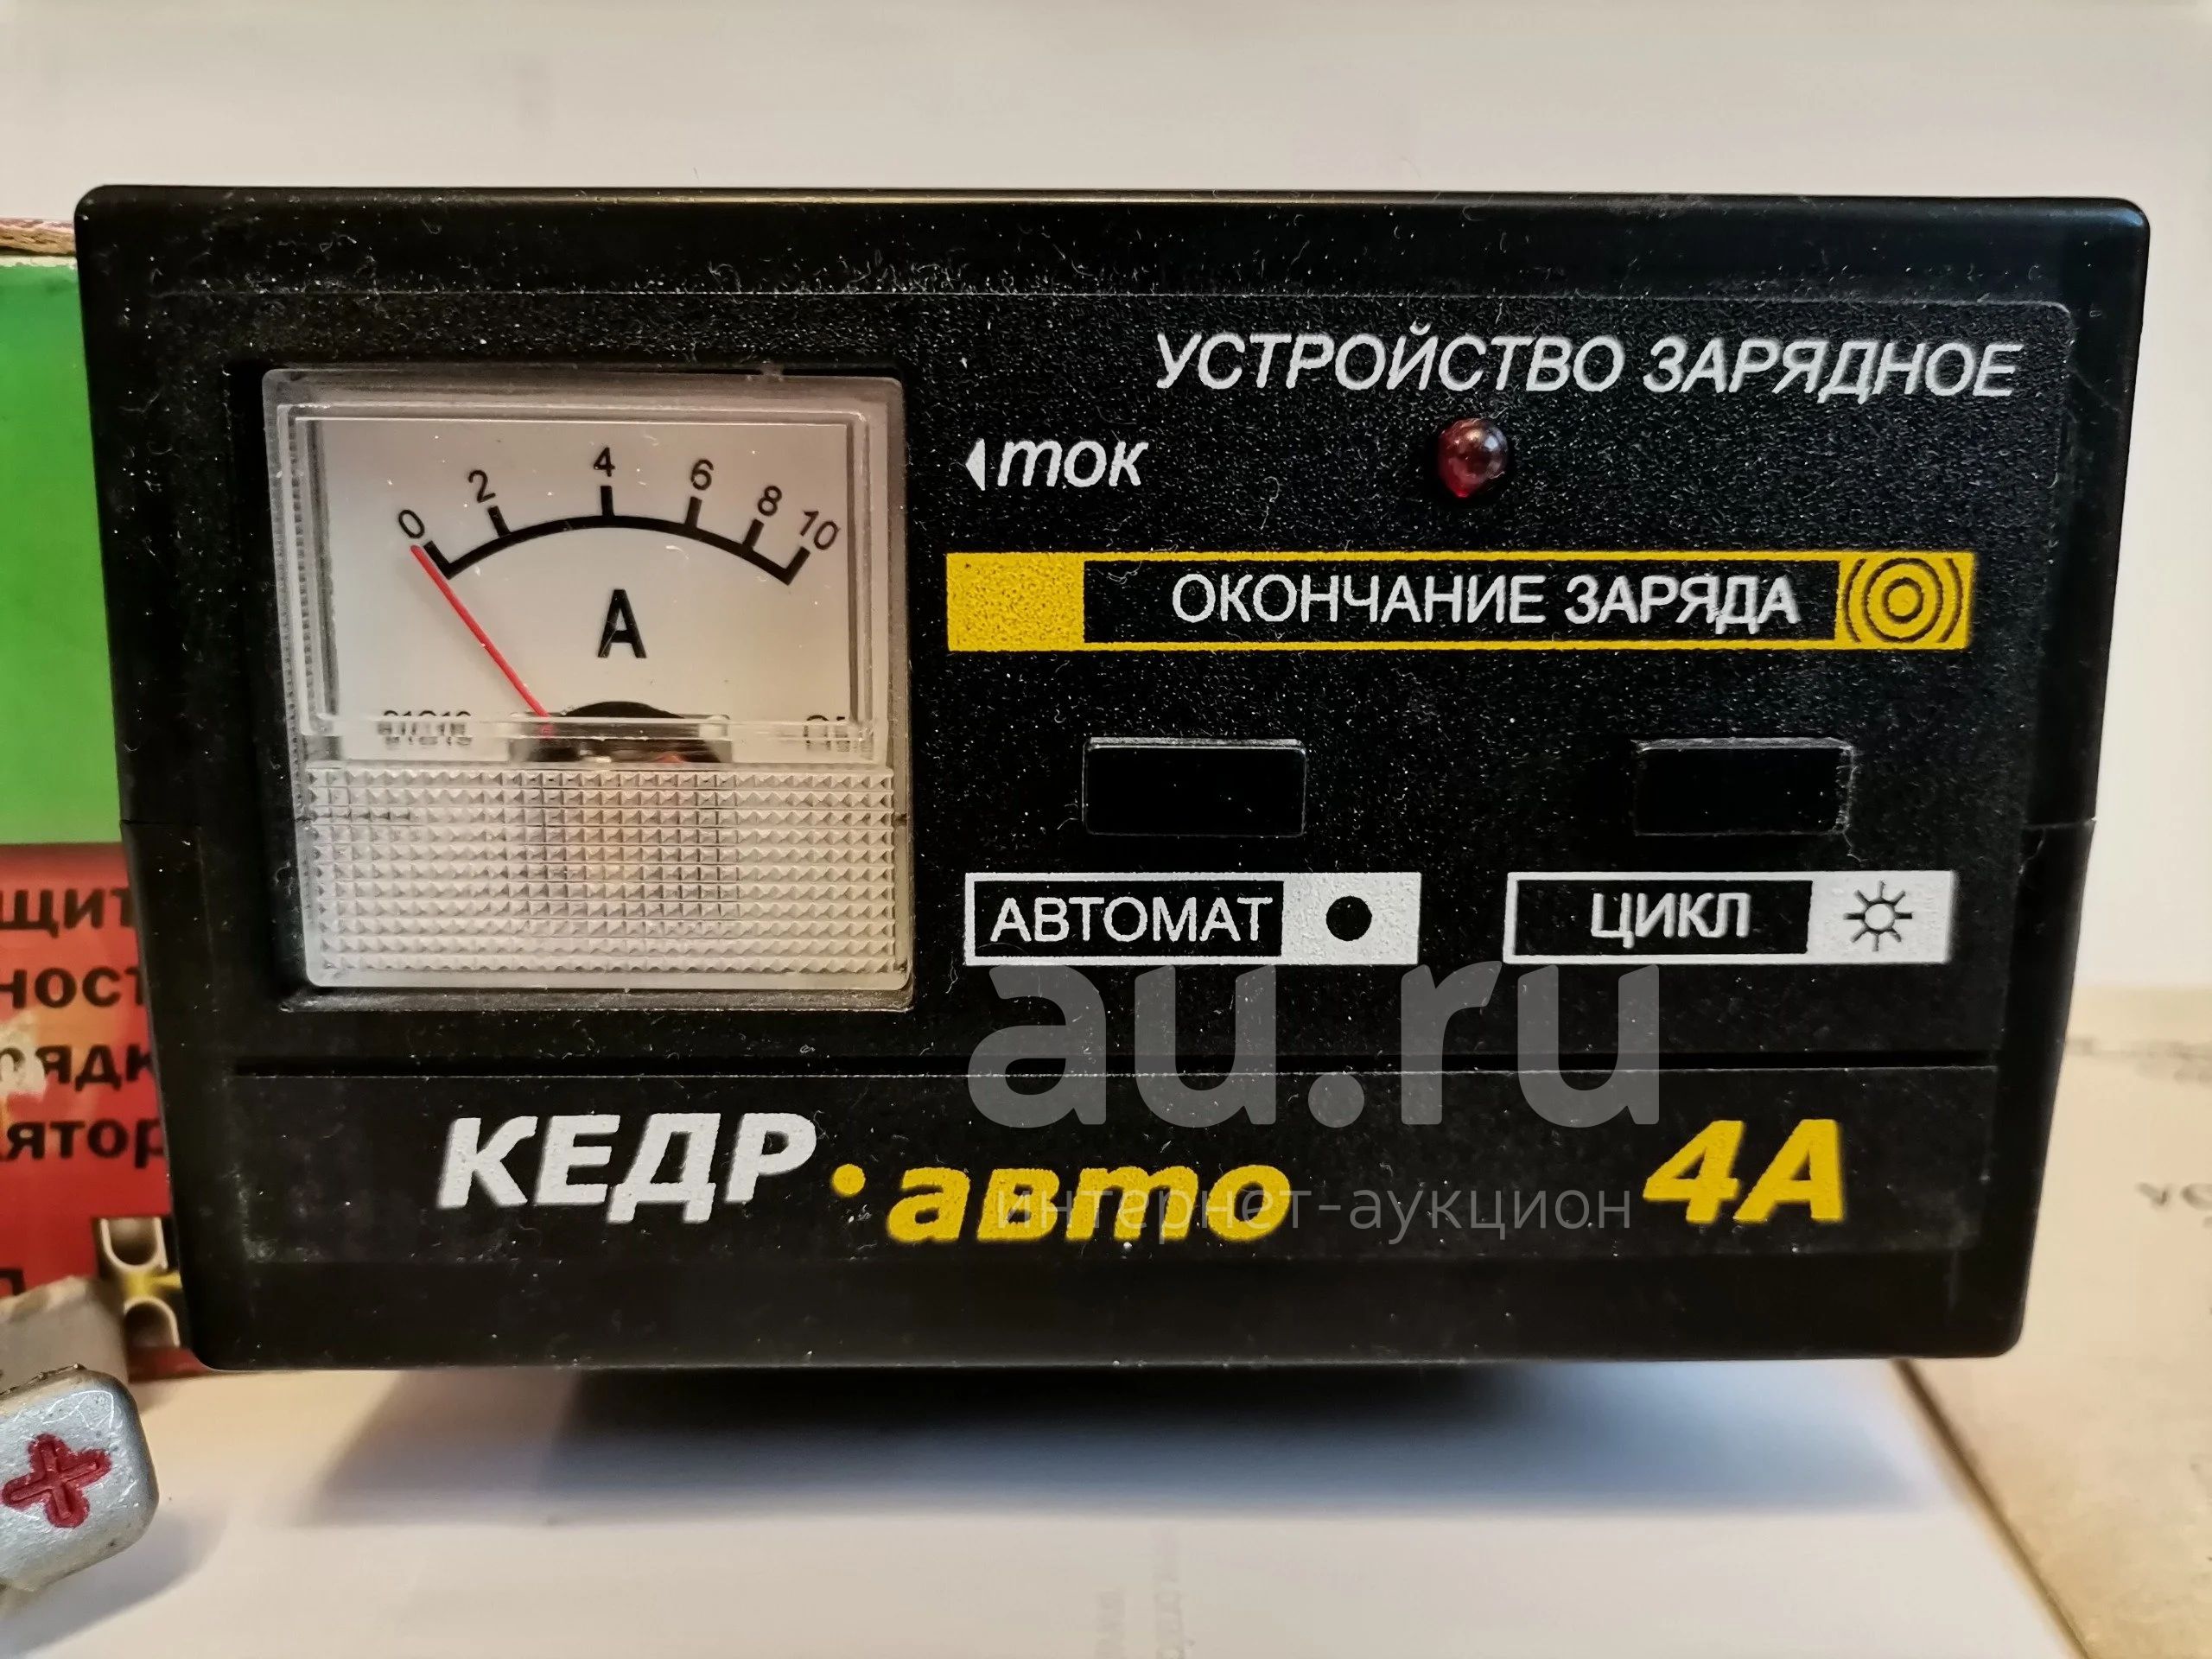 УСТРОЙСТВО ЗАРЯДНОЕ
ток
0 2 4 6 8 10
A
ОКОНЧАНИЕ ЗАРЯДА
АВТОМАТ
ЦИКЛ
au.ru
интернет-аукцион
КЕДР·авто 4А